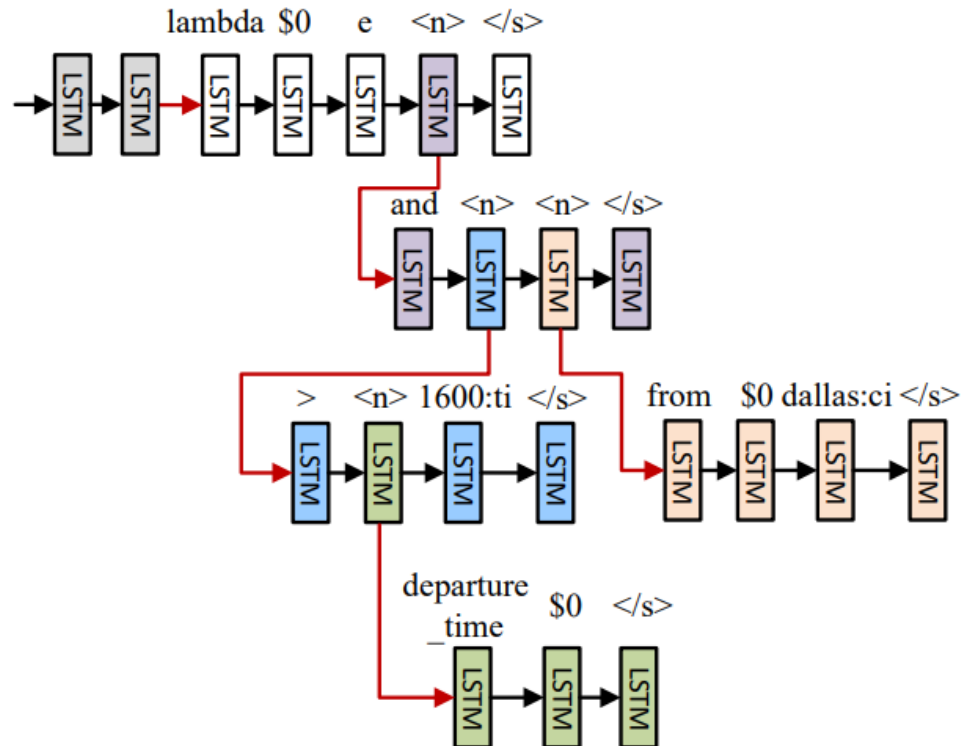 lambda $0 e <n> </s>
LSTM LSTM LSTM LSTM LSTM LSTM LSTM
and <n> <n> </s>
LSTM LSTM LSTM LSTM
> <n> 1600:ti </s> from $0 dallas:ci </s>
LSTM LSTM LSTM LSTM LSTM LSTM LSTM LSTM
departure
_time $0 </s>
LSTM LSTM LSTM